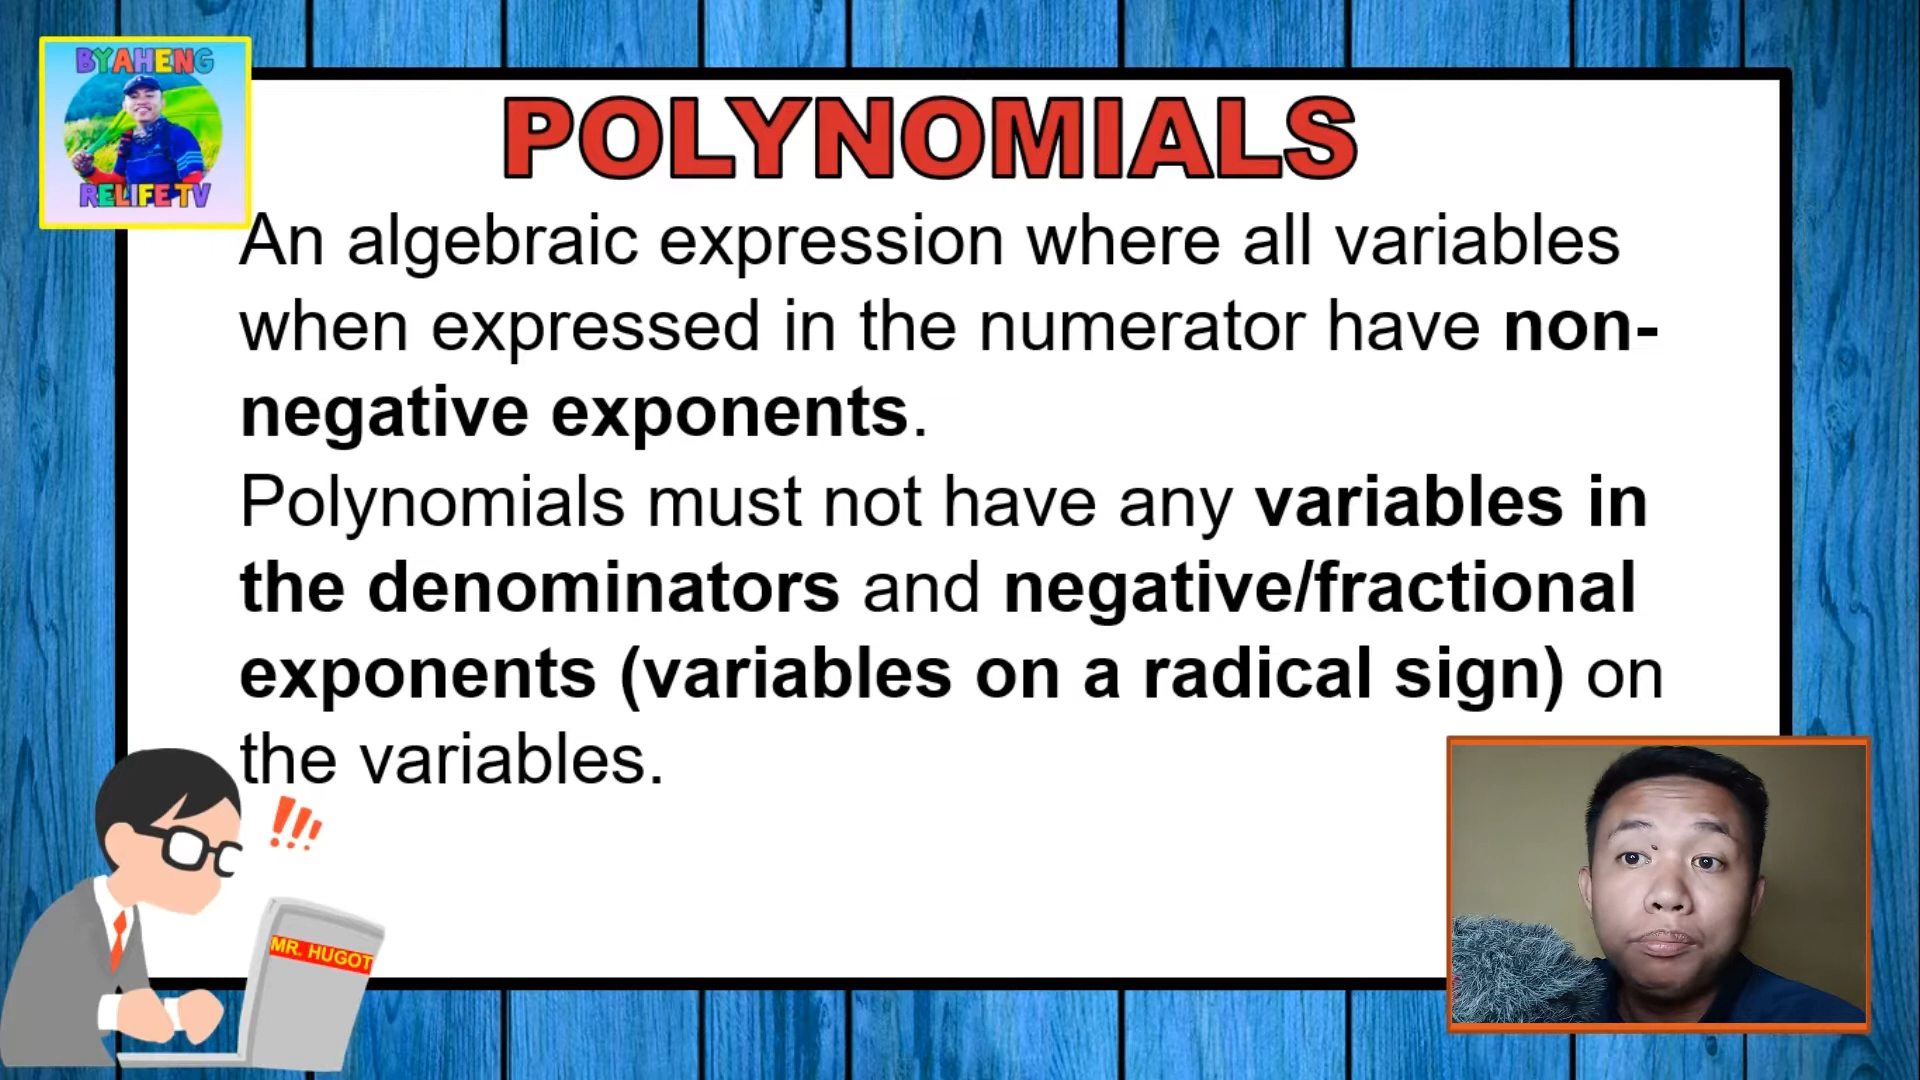 BYAHENG
RELIFE TV
POLYNOMIALS
An algebraic expression where all variables
when expressed in the numerator have non-
negative exponents.
Polynomials must not have any variables in
the denominators and negative/fractional
exponents (variables on a radical sign) on
the variables.
!!!
MR. HUGOT